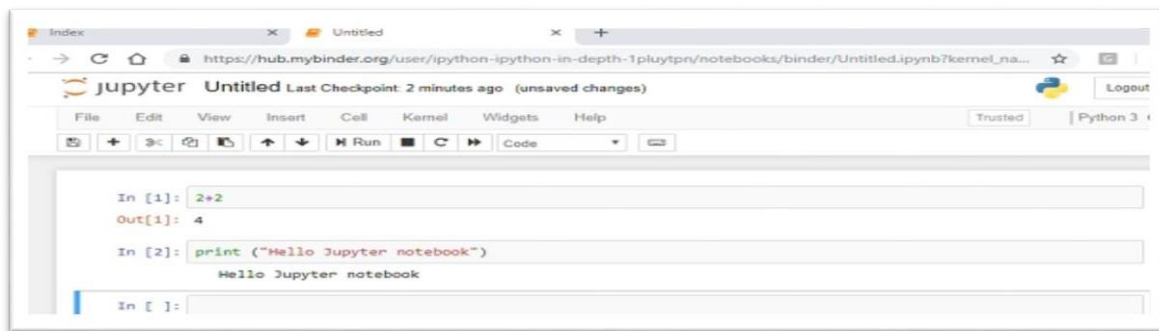 Index × Untitled × +
https://hub.mybinder.org/user/ipython-ipython-in-depth-1pluytpn/notebooks/binder/Untitled.ipynb?kernel_na...
jupyter Untitled Last Checkpoint: 2 minutes ago (unsaved changes) Logout
File Edit View Insert Cell Kernel Widgets Help Trusted Python 3
Run Code
In [1]: 2+2
Out[1]: 4
In [2]: print ("Hello Jupyter notebook")
Hello Jupyter notebook
In [ ]: